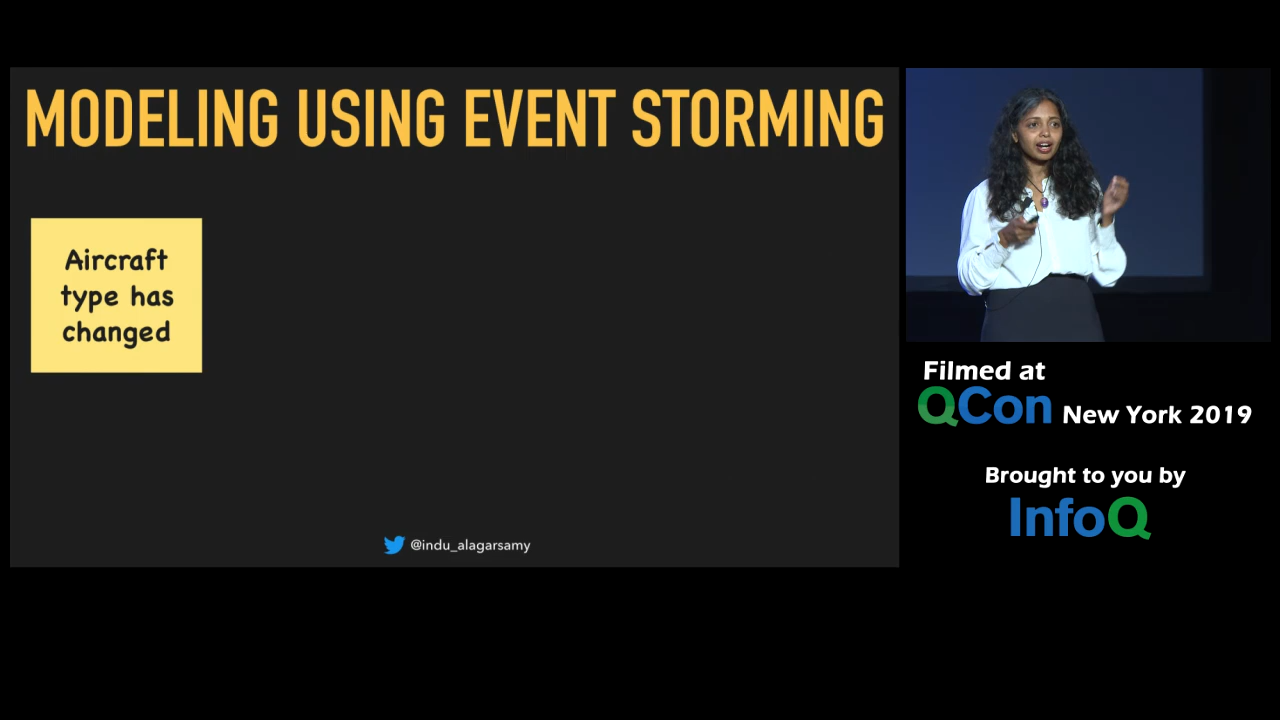 MODELING USING EVENT STORMING
Aircraft
type has
changed
@indu_alagarsamy
Filmed at
QCon New York 2019
Brought to you by
InfoQ